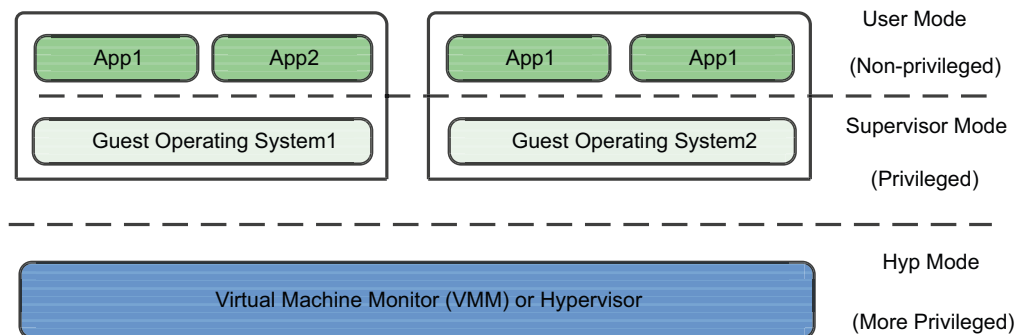 User Mode
App1 App2 App1 App1
(Non-privileged)
Supervisor Mode
Guest Operating System1 Guest Operating System2
(Privileged)
Hyp Mode
Virtual Machine Monitor (VMM) or Hypervisor
(More Privileged)